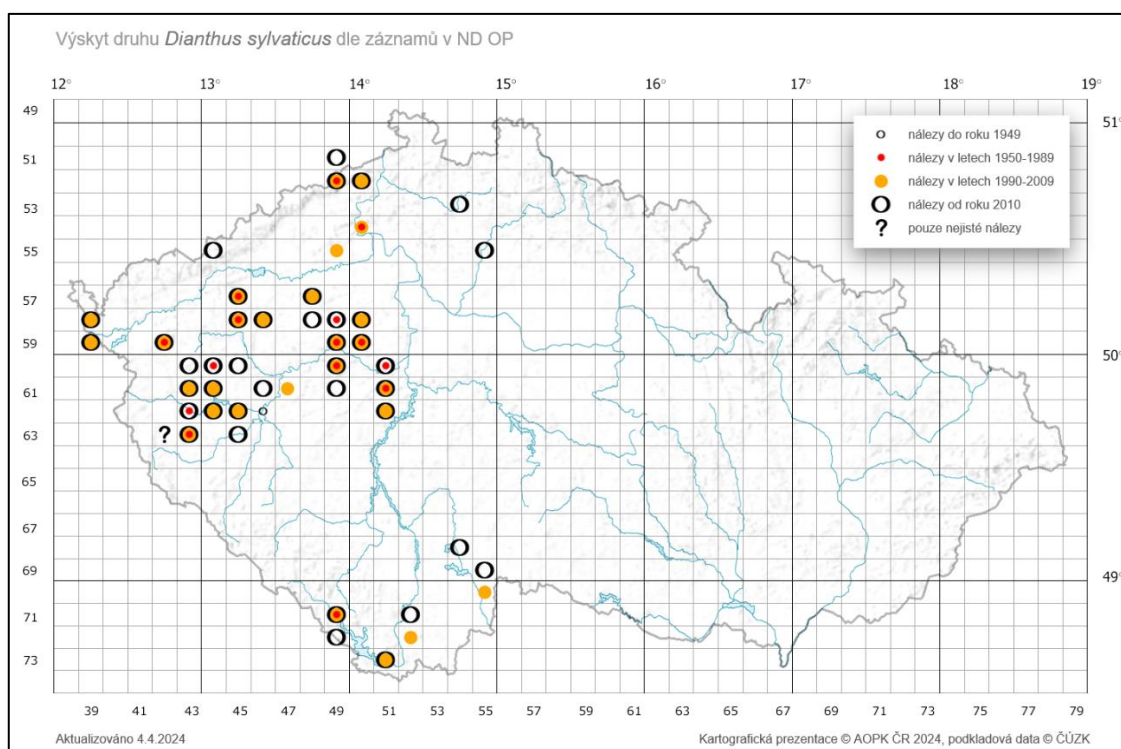 Výskyt druhu Dianthus sylvaticus dle záznamů v ND OP
12° 13° 14° 15° 16° 17° 18° 19°
49
51° 
51
53
55
57
59
50°
61
63
65
67
69
49°
71
73
nálezy do roku 1949
nálezy v letech 1950-1989
nálezy v letech 1990-2009
nálezy od roku 2010
? pouze nejisté nálezy
?
39 41 43 45 47 49 51 53 55 57 59 61 63 65 67 69 71 73 75 77 79
Aktualizováno 4.4.2024
Kartografická prezentace © AOPK ČR 2024, podkladová data © ČÚZK